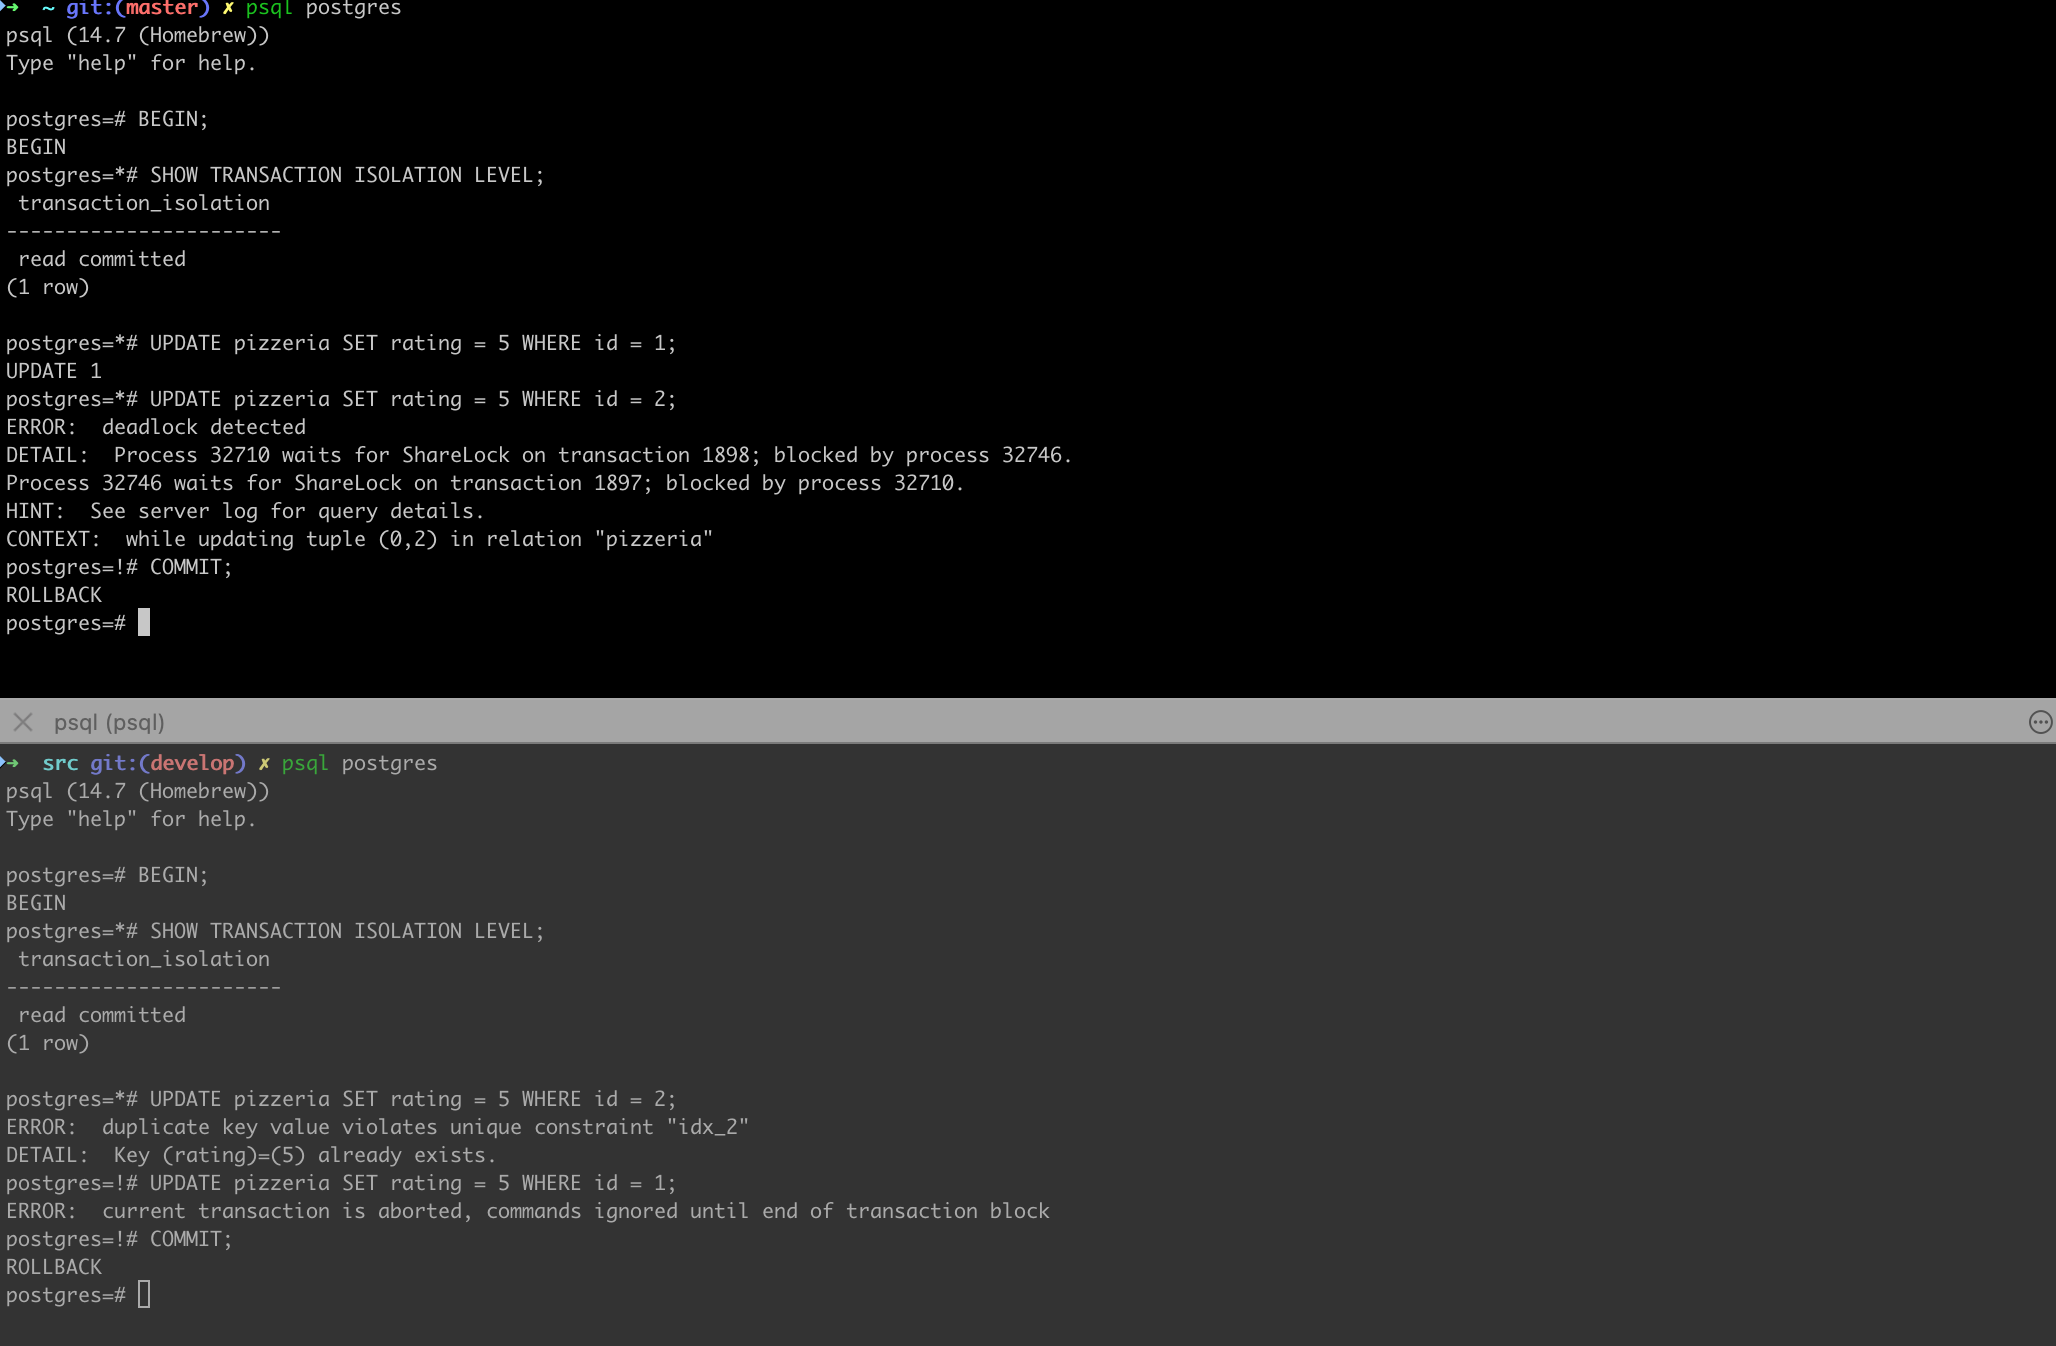 →  ~ git:(master) ✗ psql postgres
psql (14.7 (Homebrew))
Type "help" for help.

postgres=# BEGIN;
BEGIN
postgres=*# SHOW TRANSACTION ISOLATION LEVEL;
 transaction_isolation
-----------------------
 read committed
(1 row)

postgres=*# UPDATE pizzeria SET rating = 5 WHERE id = 1;
UPDATE 1
postgres=*# UPDATE pizzeria SET rating = 5 WHERE id = 2;
ERROR:  deadlock detected
DETAIL:  Process 32710 waits for ShareLock on transaction 1898; blocked by process 32746.
Process 32746 waits for ShareLock on transaction 1897; blocked by process 32710.
HINT:  See server log for query details.
CONTEXT:  while updating tuple (0,2) in relation "pizzeria"
postgres=!# COMMIT;
ROLLBACK
postgres=#
psql (psql)
→  src git:(develop) ✗ psql postgres
psql (14.7 (Homebrew))
Type "help" for help.

postgres=# BEGIN;
BEGIN
postgres=*# SHOW TRANSACTION ISOLATION LEVEL;
 transaction_isolation
-----------------------
 read committed
(1 row)

postgres=*# UPDATE pizzeria SET rating = 5 WHERE id = 2;
ERROR:  duplicate key value violates unique constraint "idx_2"
DETAIL:  Key (rating)=(5) already exists.
postgres=!# UPDATE pizzeria SET rating = 5 WHERE id = 1;
ERROR:  current transaction is aborted, commands ignored until end of transaction block
postgres=!# COMMIT;
ROLLBACK
postgres=#